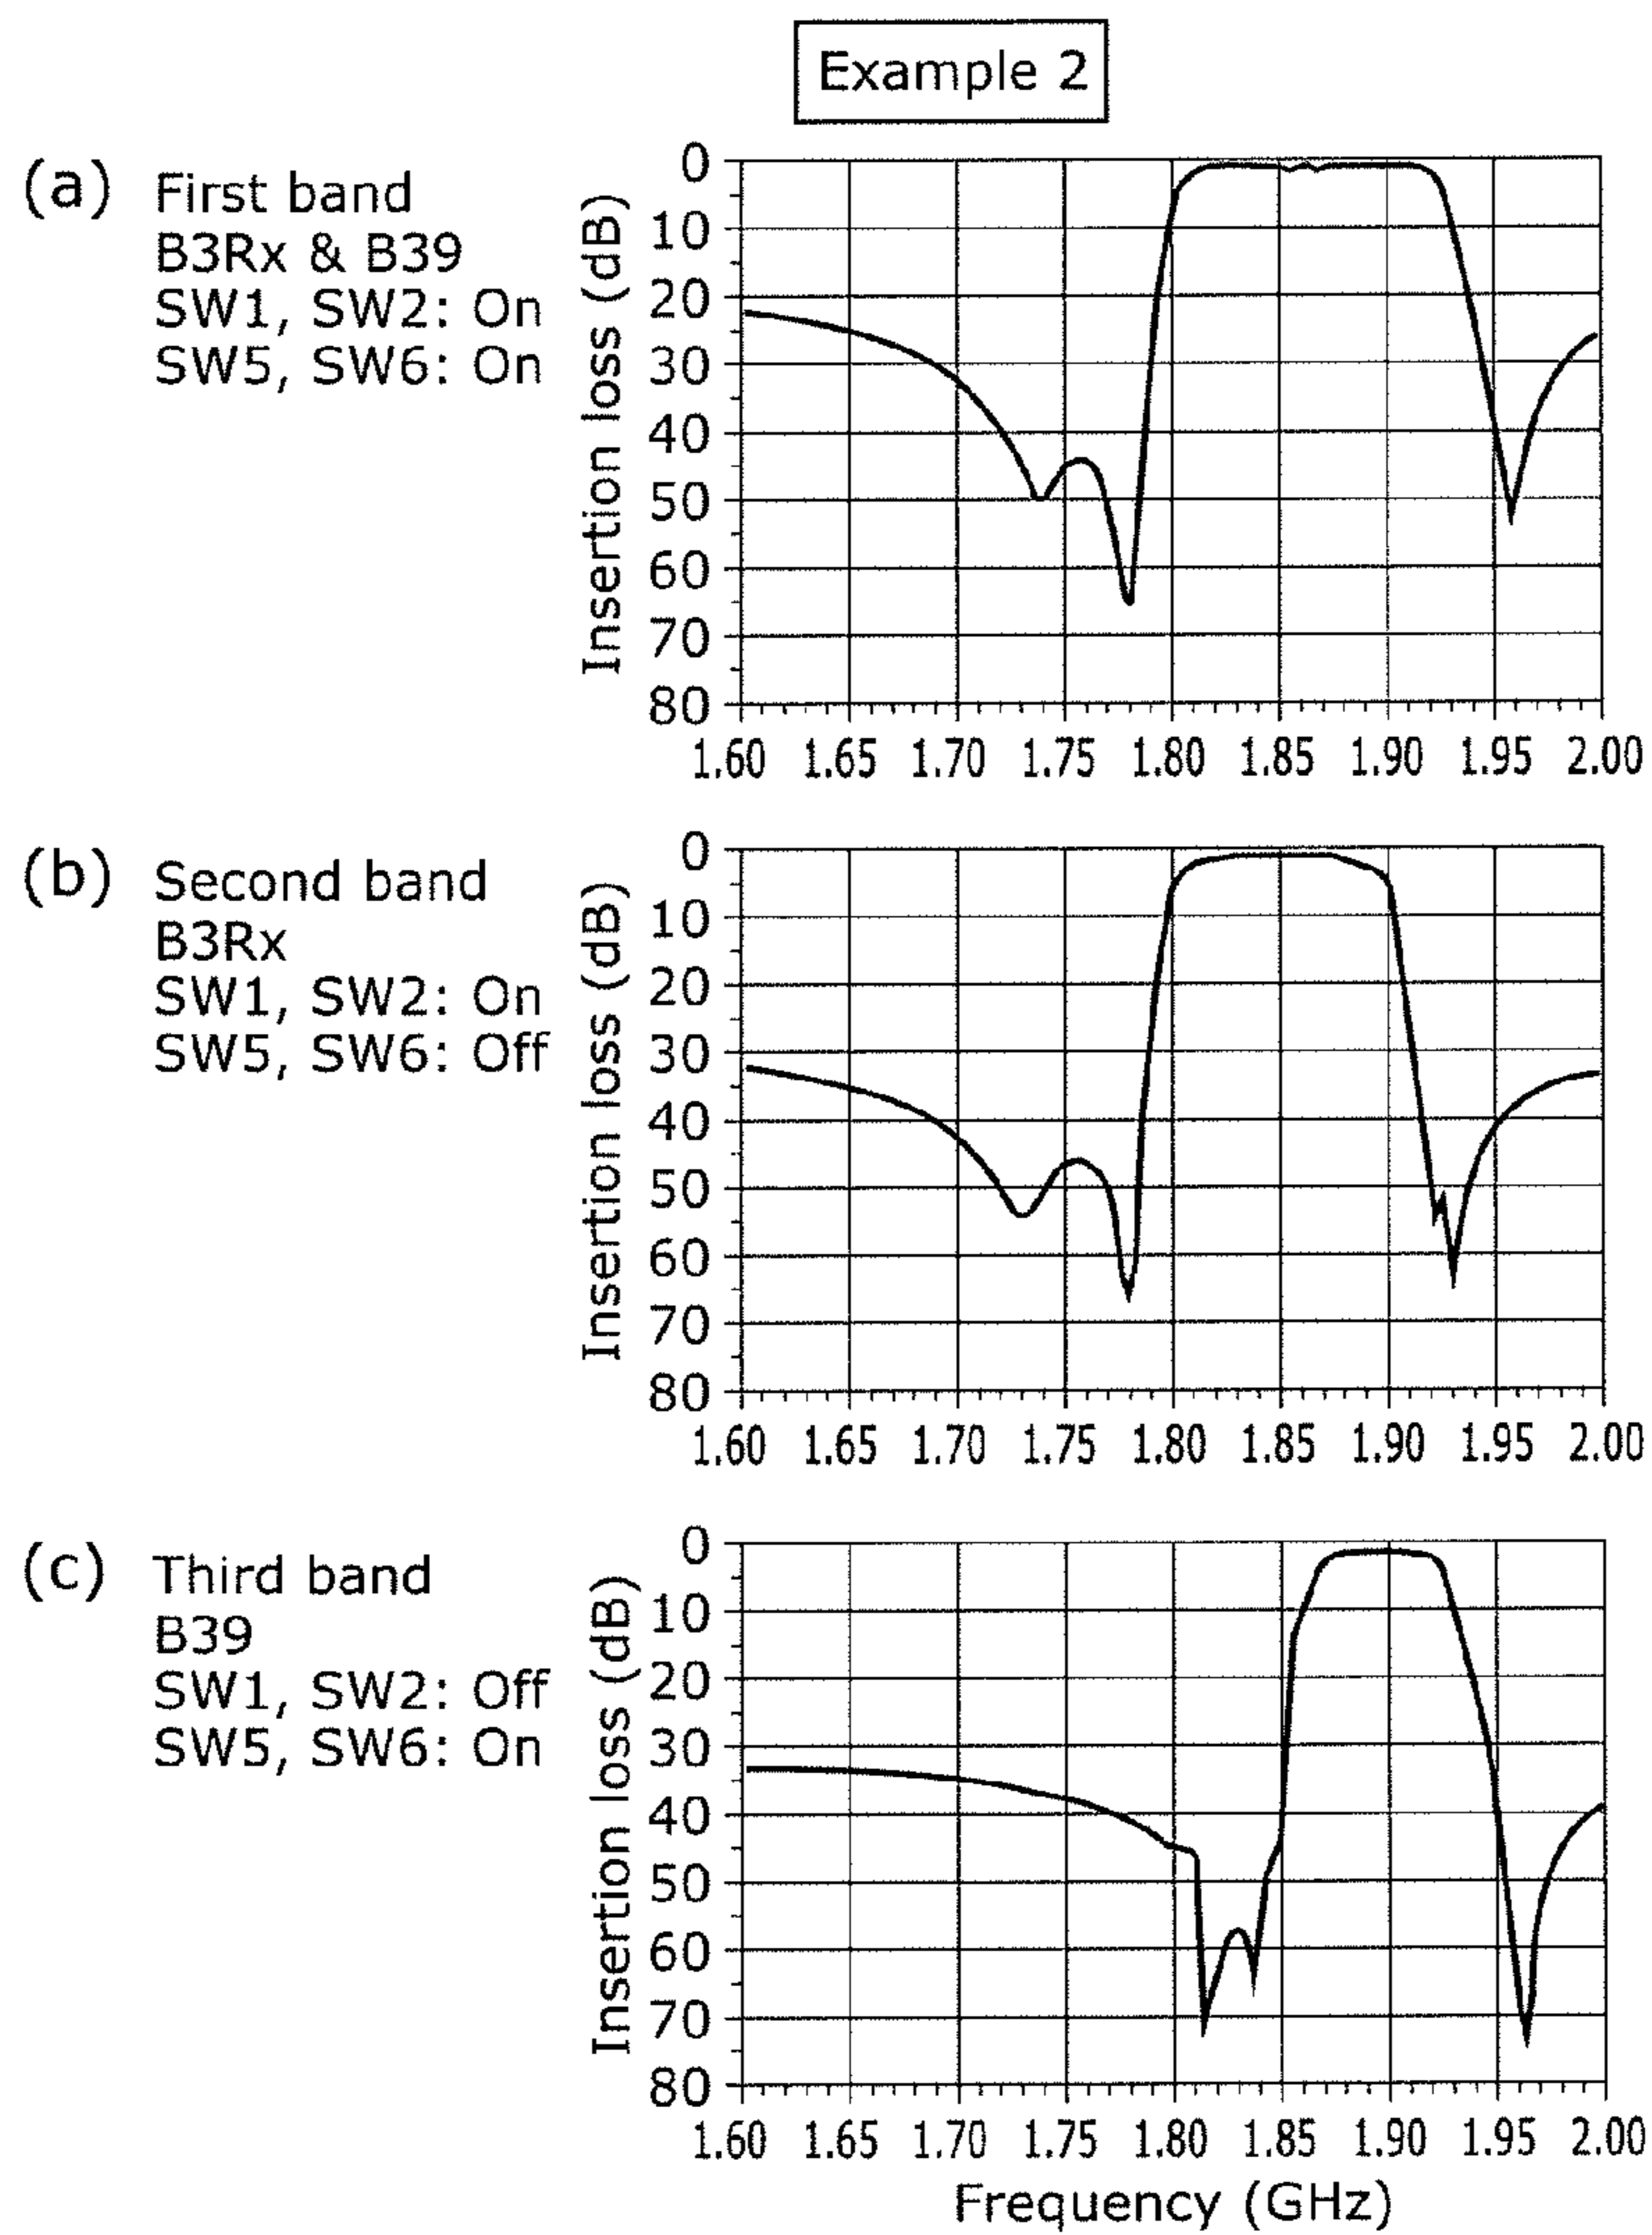 Example 2
(a) First band
B3Rx & B39
SW1, SW2: On
SW5, SW6: On
Insertion loss (dB)
0
10
20
30
40
50
60
70
80
1.60 1.65 1.70 1.75 1.80 1.85 1.90 1.95 2.00
(b) Second band
B3Rx
SW1, SW2: On
SW5, SW6: Off
Insertion loss (dB)
0
10
20
30
40
50
60
70
80
1.60 1.65 1.70 1.75 1.80 1.85 1.90 1.95 2.00
(c) Third band
B39
SW1, SW2: Off
SW5, SW6: On
Insertion loss (dB)
0
10
20
30
40
50
60
70
80
1.60 1.65 1.70 1.75 1.80 1.85 1.90 1.95 2.00
Frequency (GHz)